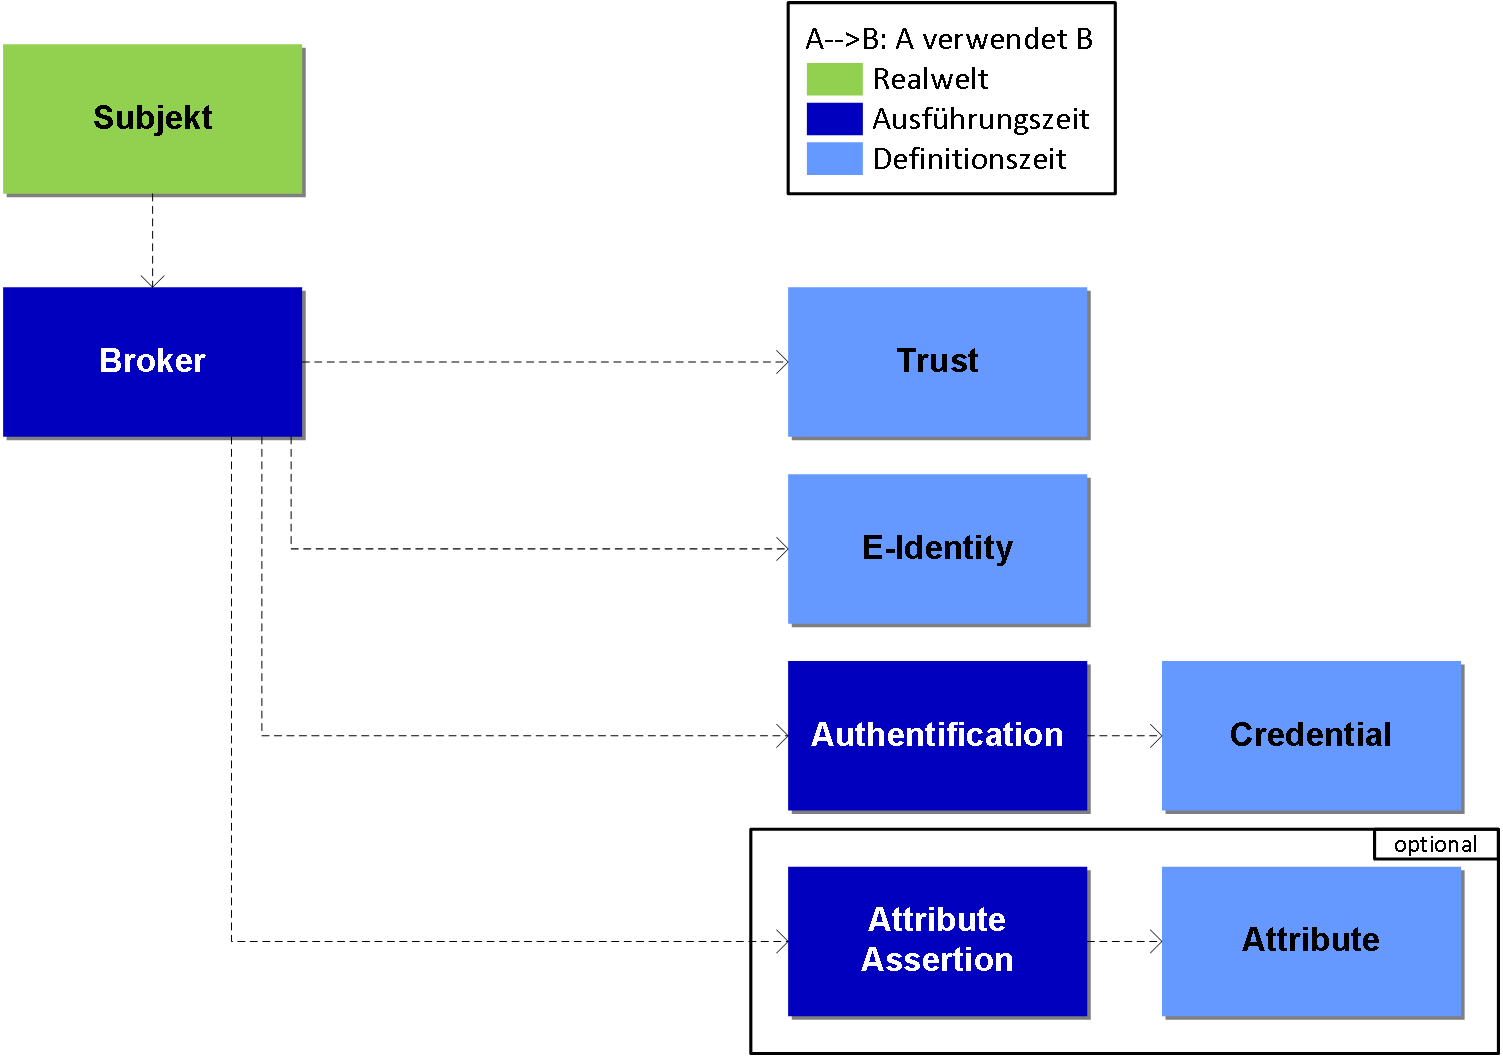 A-->B: A verwendet B
Realwelt
Ausführungszeit
Definitionszeit
Subjekt
Broker
Trust
E-Identity
Authentification
Credential
optional
Attribute
Assertion
Attribute